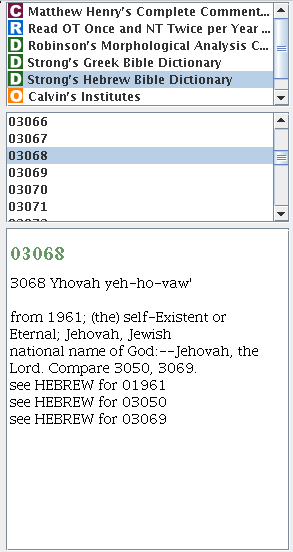 C Matthew Henry's Complete Comment...
R Read OT Once and NT Twice per Year ...
D Robinson's Morphological Analysis C...
D Strong's Greek Bible Dictionary
D Strong's Hebrew Bible Dictionary
O Calvin's Institutes
03066
03067
03068
03069
03070
03071
03068
3068 Yhovah yeh-ho-vaw'
from 1961; (the) self-Existent or
Eternal; Jehovah, Jewish
national name of God:--Jehovah, the
Lord. Compare 3050, 3069.
see HEBREW for 01961
see HEBREW for 03050
see HEBREW for 03069